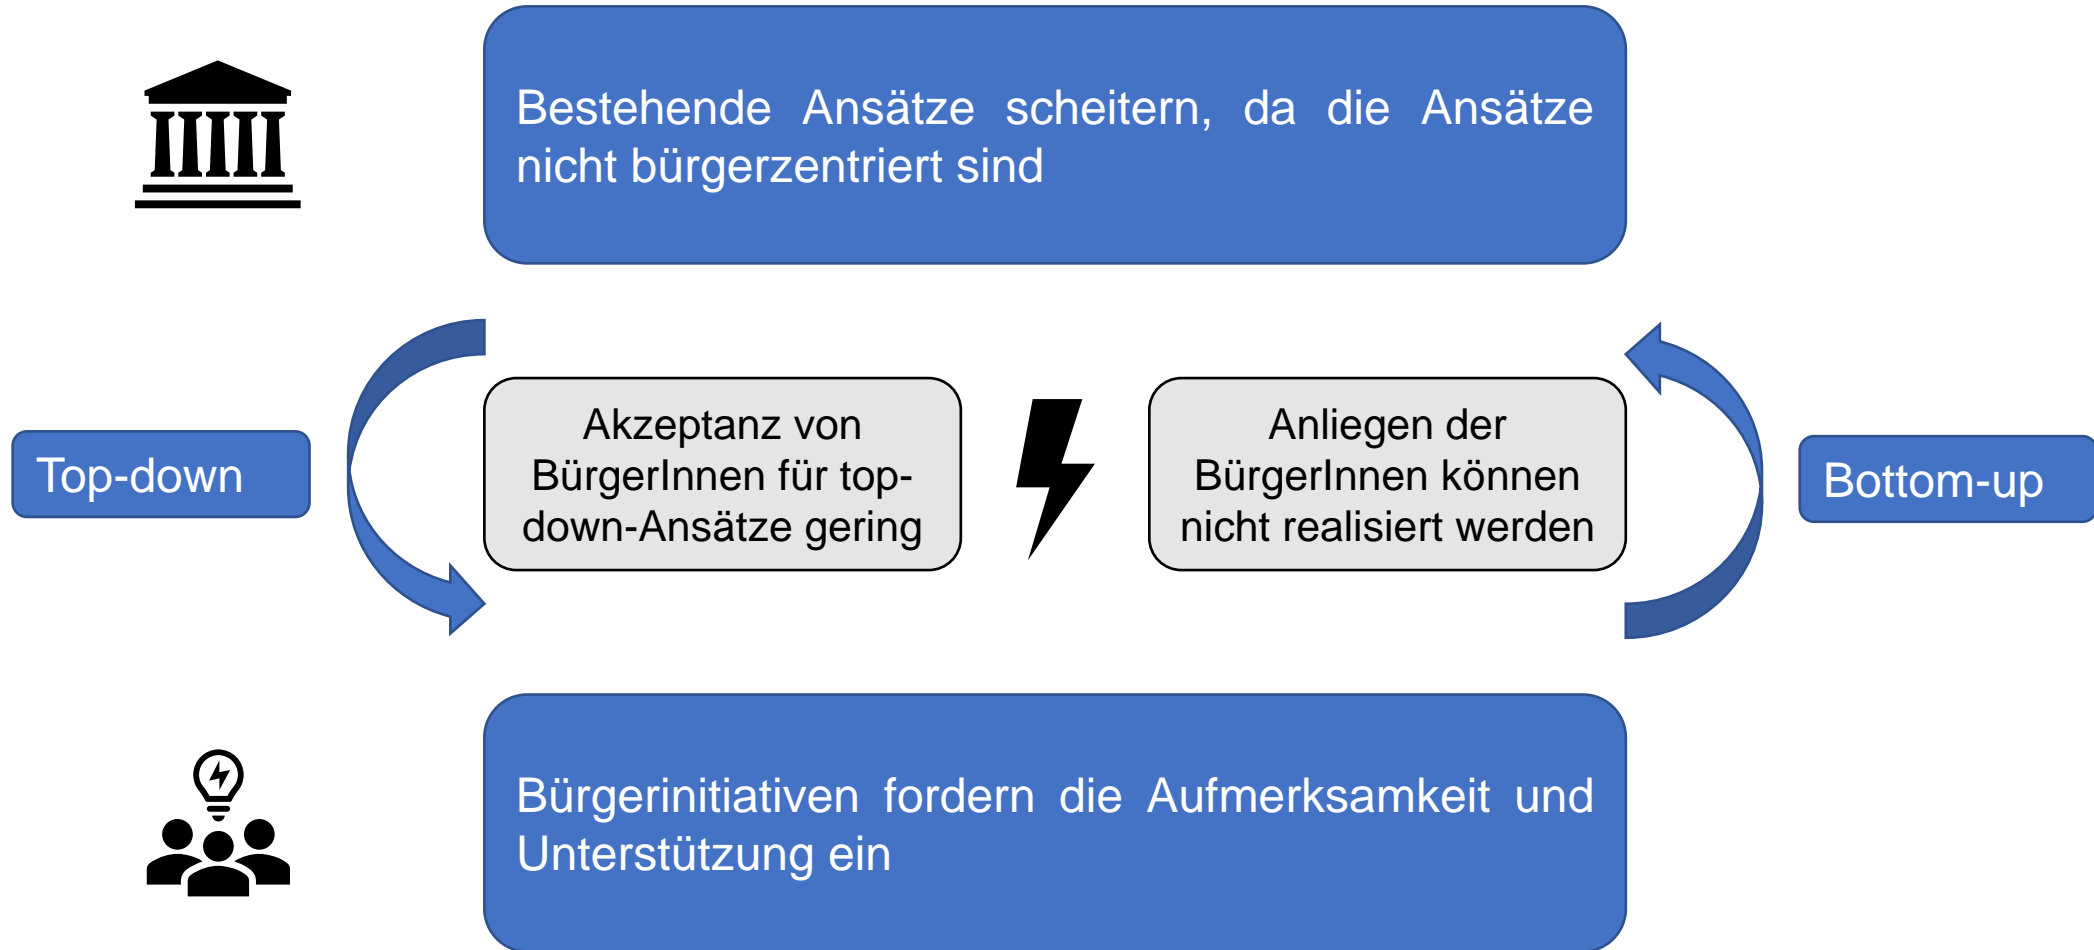 Bestehende Ansätze scheitern, da die Ansätze
nicht bürgerzentriert sind
Top-down
Akzeptanz von
BürgerInnen für top-
down-Ansätze gering
Anliegen der
BürgerInnen können
nicht realisiert werden
Bottom-up
Bürgerinitiativen fordern die Aufmerksamkeit und
Unterstützung ein